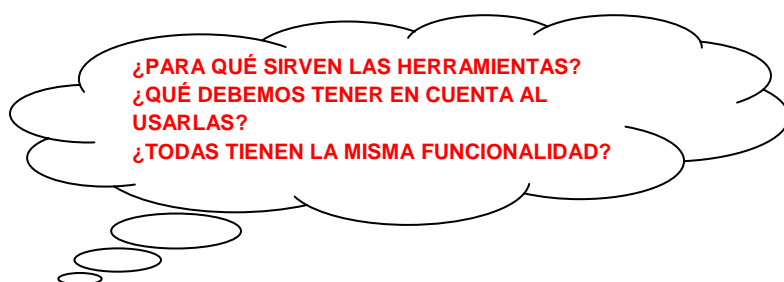 ¿PARA QUÉ SIRVEN LAS HERRAMIENTAS?
¿QUÉ DEBEMOS TENER EN CUENTA AL
USARLAS?
¿TODAS TIENEN LA MISMA FUNCIONALIDAD?